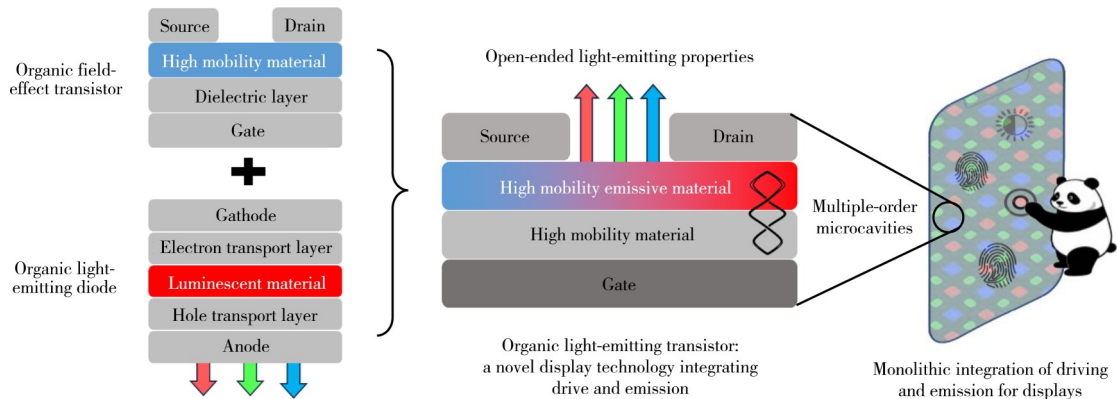 Source
Drain
Organic field-
effect transistor
High mobility material
Dielectric layer
Gate
Organic light-
emitting diode
Gathode
Electron transport layer
Luminescent material
Hole transport layer
Anode
Open-ended light-emitting properties
Source
Drain
High mobility emissive material
High mobility material
Gate
Organic light-emitting transistor:
a novel display technology integrating
drive and emission
Multiple-order
microcavities
Monolithic integration of driving
and emission for displays